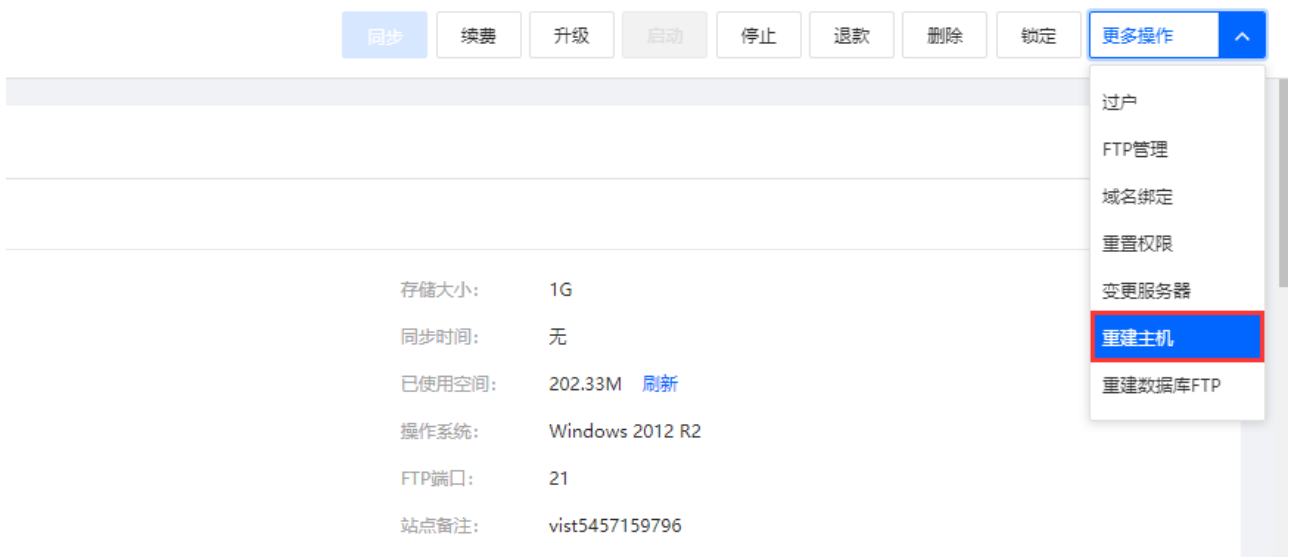 同步 续费 升级 启动 停止 退款 删除 锁定 更多操作
过户
FTP管理
域名绑定
重置权限
变更服务器
重建主机
重建数据库FTP
存储大小： 1G
同步时间： 无
已使用空间： 202.33M 刷新
操作系统： Windows 2012 R2
FTP端口： 21
站点备注： vist5457159796